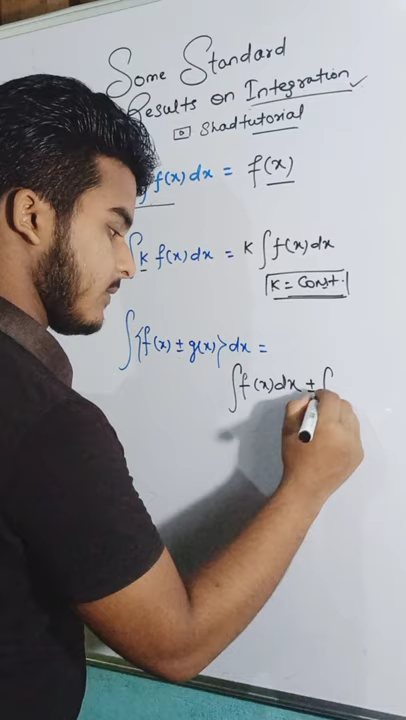 Some Standard
Results on Integration ✓
Shadtutorial
f(x) dx = f(x)
∫ k f(x) dx = K ∫ f(x) dx
K = Const.
∫ {f(x) ± g(x)} dx =
∫ f(x) dx ± ∫